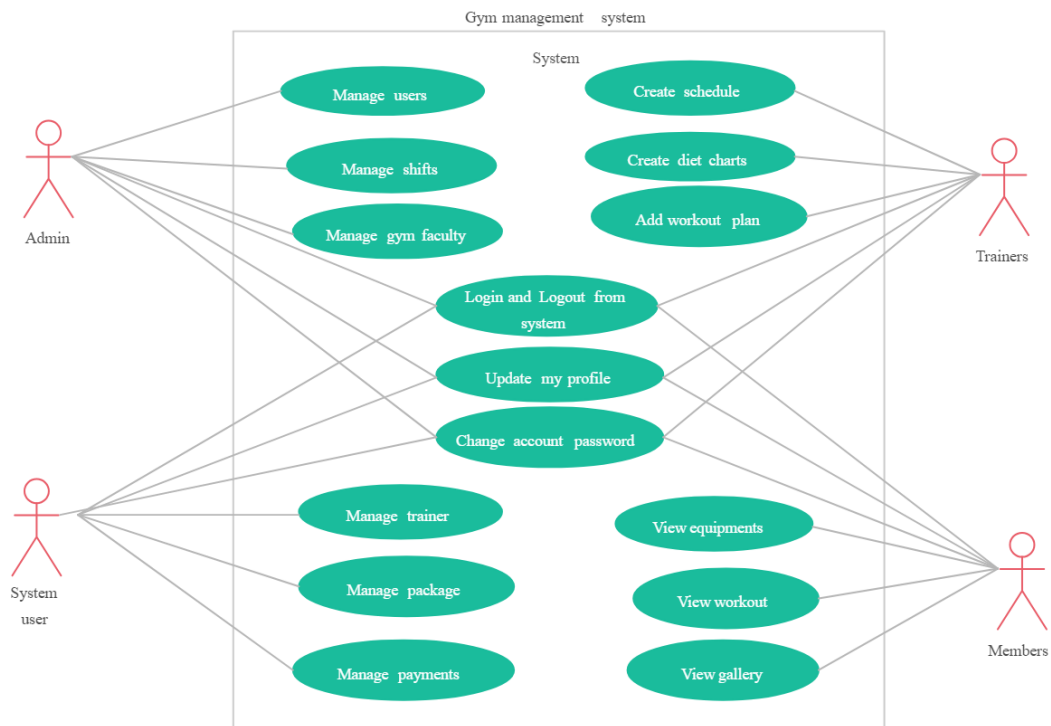 Gym management system
System
Manage users
Create schedule
Manage shifts
Create diet charts
Admin
Manage gym faculty
Add workout plan
Trainers
Login and Logout from
system
Update my profile
Change account password
Manage trainer
View equipments
System
user
Manage package
View workout
Members
Manage payments
View gallery